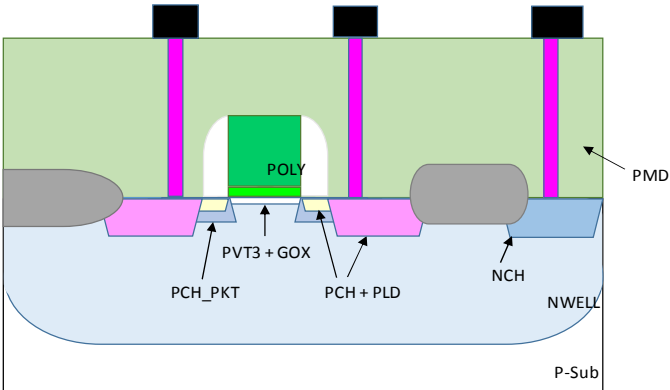 POLY
PMD
PVT3 + GOX
PCH_PKT
PCH + PLD
NCH
NWELL
P-Sub